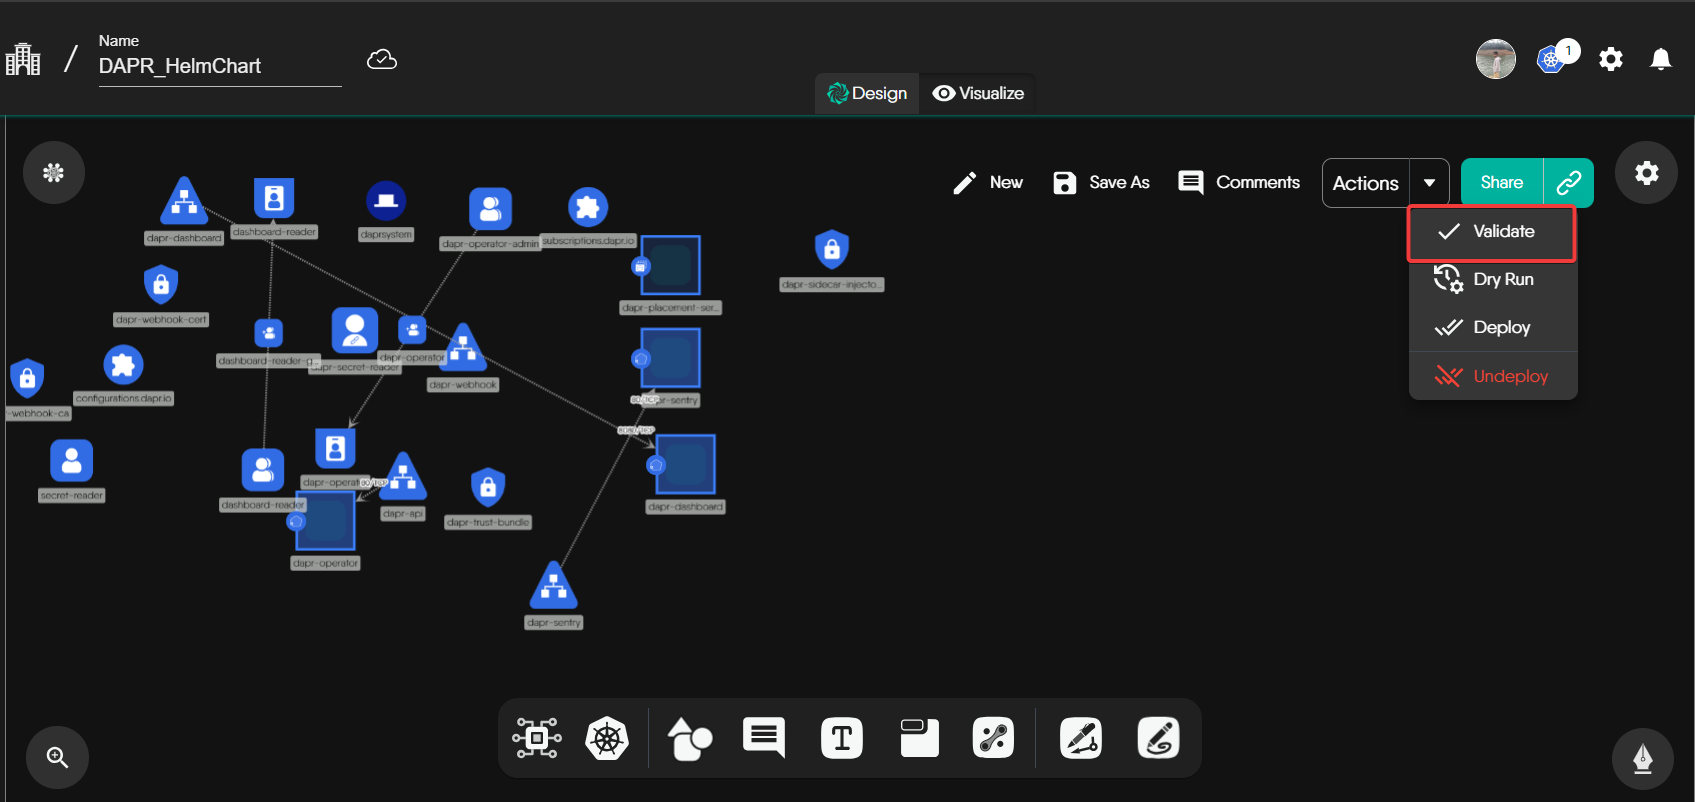 Name
DAPR_HelmChart
1
Design
Visualize
New
Save As
Comments
Actions
Share
Validate
Dry Run
Deploy
Undeploy
dapr-dashboard
dashboard-reader
daprsystem
dapr-operator-admin
subscriptions.dapr.io
dapr-sidecar-injecto...
dapr-placement-ser...
dapr-webhook-cert
dashboard-reader-g...
dapr-secret-reader
dapr-operator
dapr-webhook
configurations.dapr.io
r-webhook-ca
dapr-sentry
secret-reader
dapr-operator
80/TCP
dashboard-reader
dapr-api
dapr-trust-bundle
dapr-dashboard
dapr-operator
dapr-sentry
T